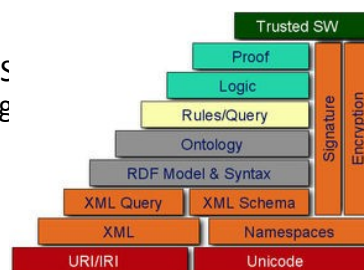 Trusted SW
Proof
Logic
Rules/Query
Ontology
RDF Model & Syntax
XML Query XML Schema
XML Namespaces
URI/IRI Unicode
Signature
Encryption